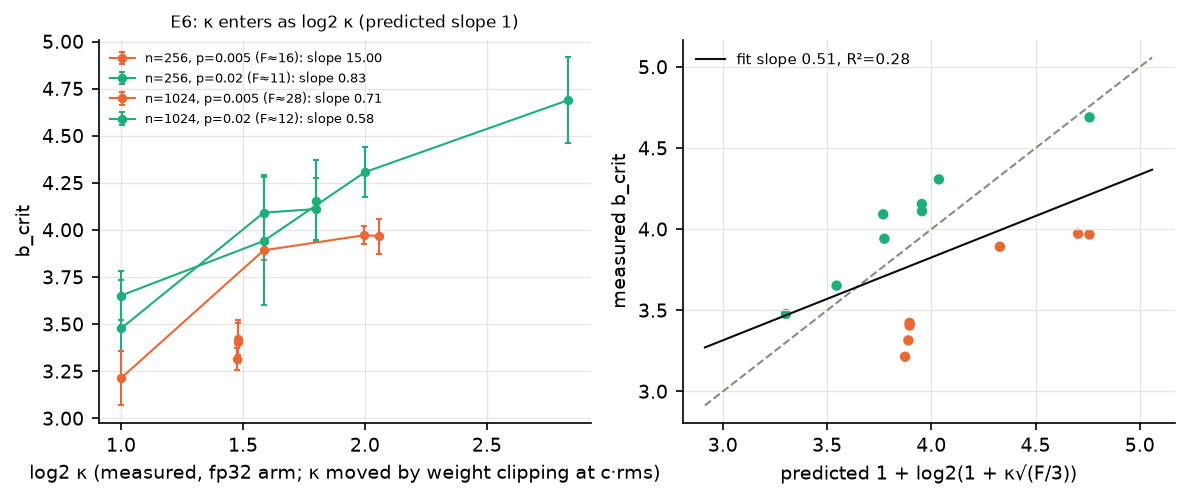 E6: κ enters as log2 κ (predicted slope 1)
n=256, p=0.005 (F≈16): slope 15.00
n=256, p=0.02 (F≈11): slope 0.83
n=1024, p=0.005 (F≈28): slope 0.71
n=1024, p=0.02 (F≈12): slope 0.58
5.00
4.75
4.50
4.25
4.00
3.75
3.50
3.25
3.00
b_crit
1.0 1.5 2.0 2.5
log2 κ (measured, fp32 arm; κ moved by weight clipping at c·rms)
fit slope 0.51, R²=0.28
5.0
4.5
4.0
3.5
3.0
measured b_crit
3.0 3.5 4.0 4.5 5.0
predicted 1 + log2(1 + κ√(F/3))